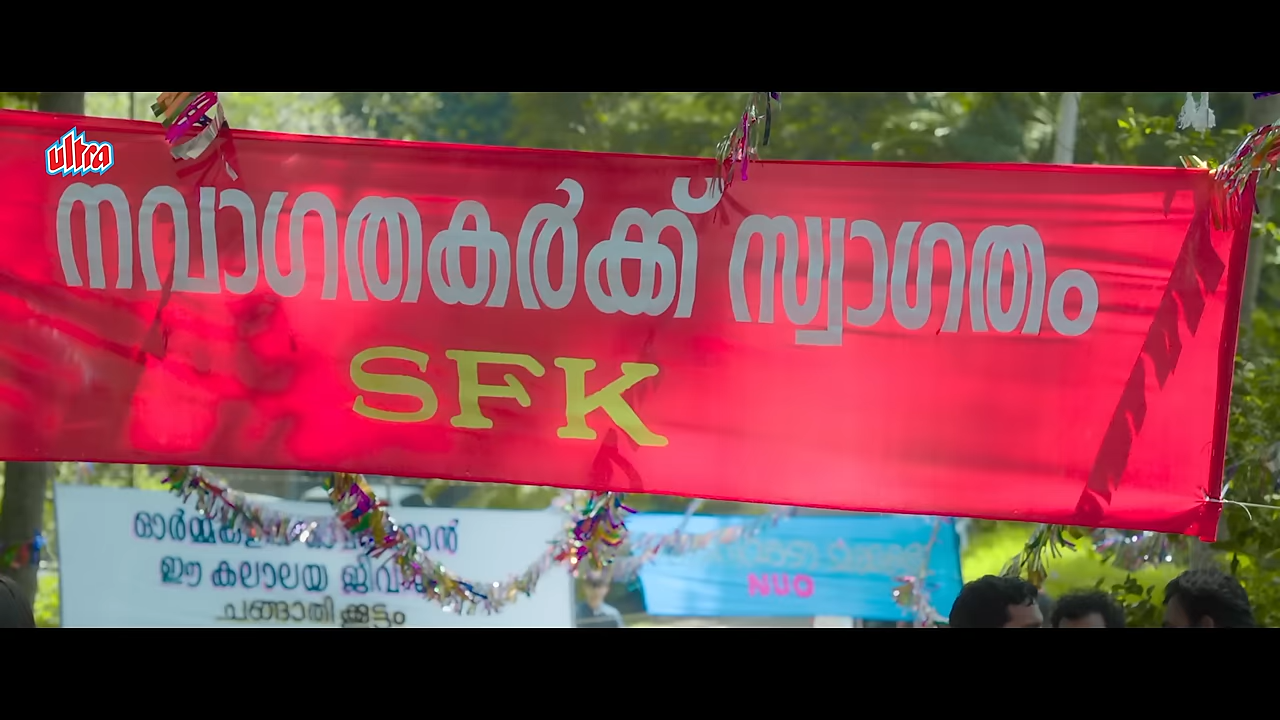 ultra
നവാഗതകർക്ക് സ്വാഗതം
SFK
ഈ കലാലയ
ചങ്ങാതിക്കൂട്ടം
NUO